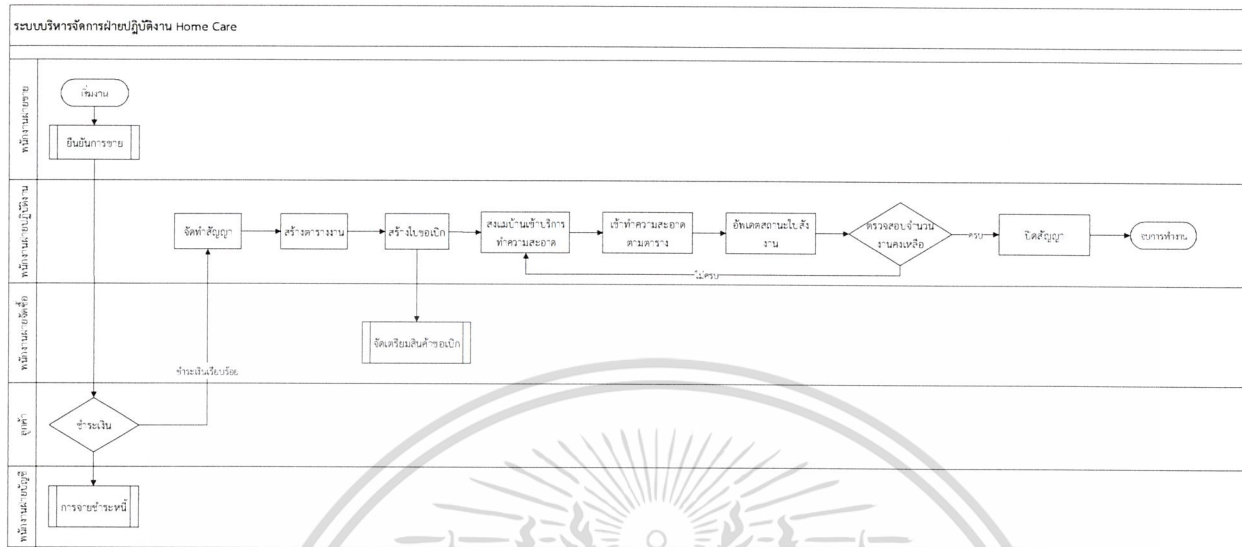 ระบบบริหารจัดการฝ่ายปฏิบัติงาน Home Care
พนักงานฝ่ายขาย
เริ่มงาน
ยืนยันการขาย
พนักงานฝ่ายปฏิบัติงาน
จัดทำสัญญา
สร้างตารางงาน
สร้างใบขอเบิก
ส่งแม่บ้านเข้าบริการ
ทำความสะอาด
เข้าทำความสะอาด
ตามตาราง
อัพเดตสถานะใบสั่ง
งาน
ตรวจสอบจำนวน
งานคงเหลือ
ครบ
ปิดสัญญา
จบการทำงาน
ไม่ครบ
พนักงานฝ่ายจัดซื้อ
จัดเตรียมสินค้าขอเบิก
ชำระเงินเรียบร้อย
ลูกค้า
ชำระเงิน
พนักงานฝ่ายบัญชี
การจ่ายชำระหนี้